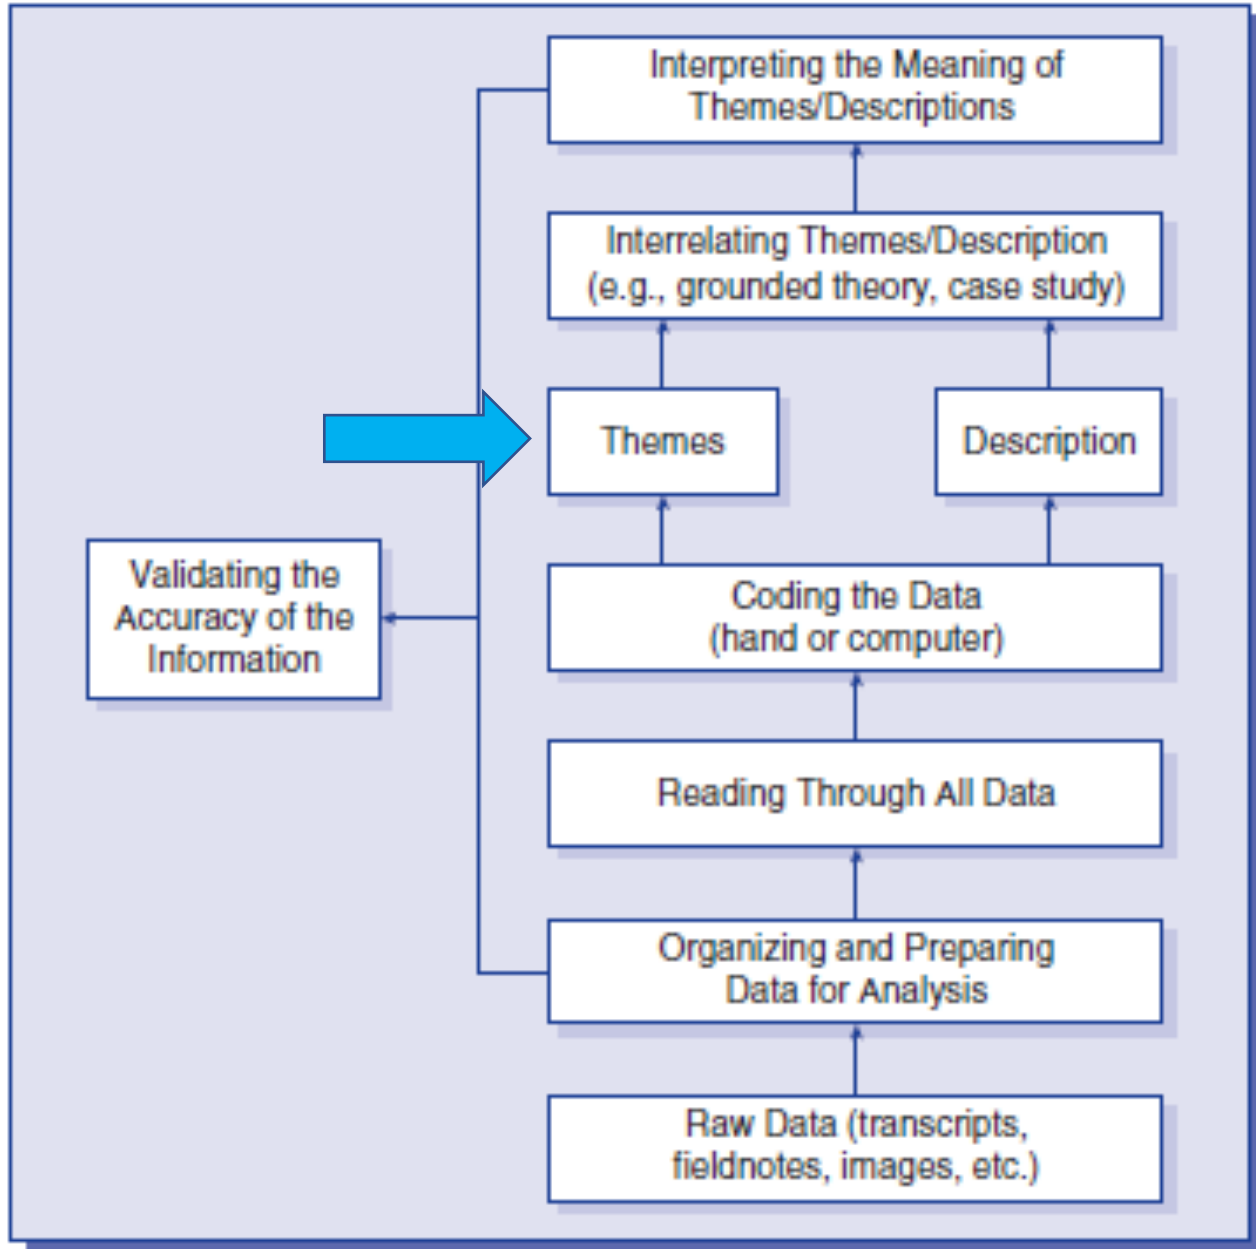 Interpreting the Meaning of
Themes/Descriptions
Interrelating Themes/Description
(e.g., grounded theory, case study)
Themes
Description
Validating the
Accuracy of the
Information
Coding the Data
(hand or computer)
Reading Through All Data
Organizing and Preparing
Data for Analysis
Raw Data (transcripts,
fieldnotes, images, etc.)